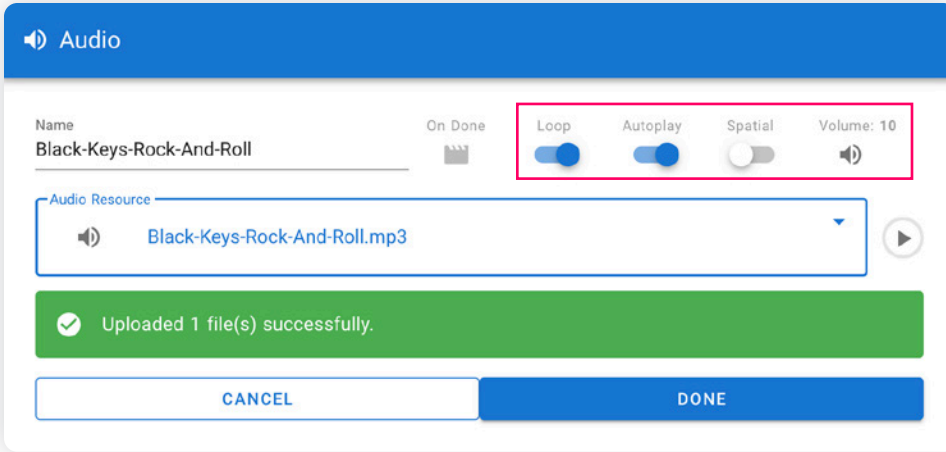 Audio
Name
On Done
Loop
Autoplay
Spatial
Volume: 10
Black-Keys-Rock-And-Roll
Audio Resource
Black-Keys-Rock-And-Roll.mp3
Uploaded 1 file(s) successfully.
CANCEL
DONE